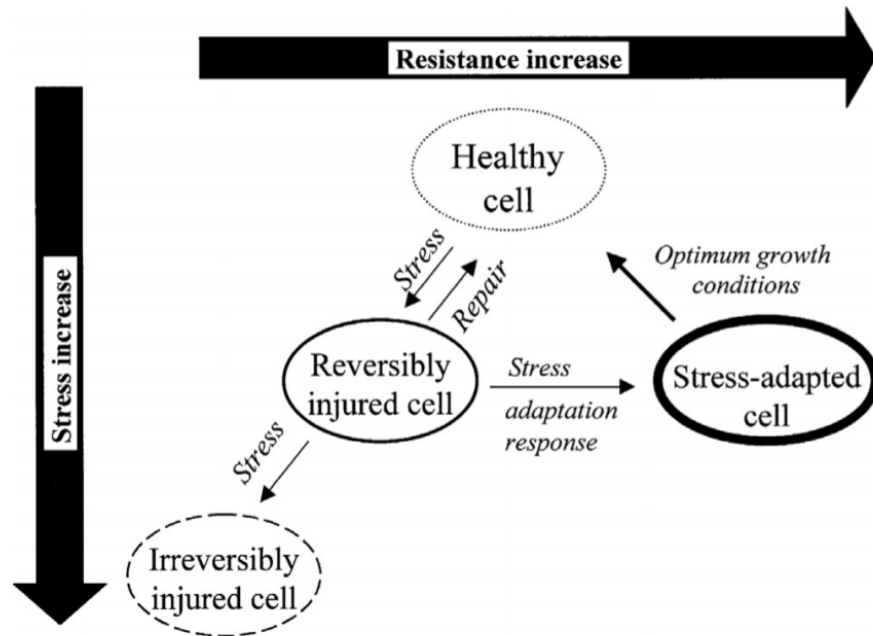 Resistance increase
Stress increase
Healthy
cell
Stress
Repair
Optimum growth
conditions
Reversibly
injured cell
Stress
adaptation
response
Stress-adapted
cell
Stress
Irreversibly
injured cell